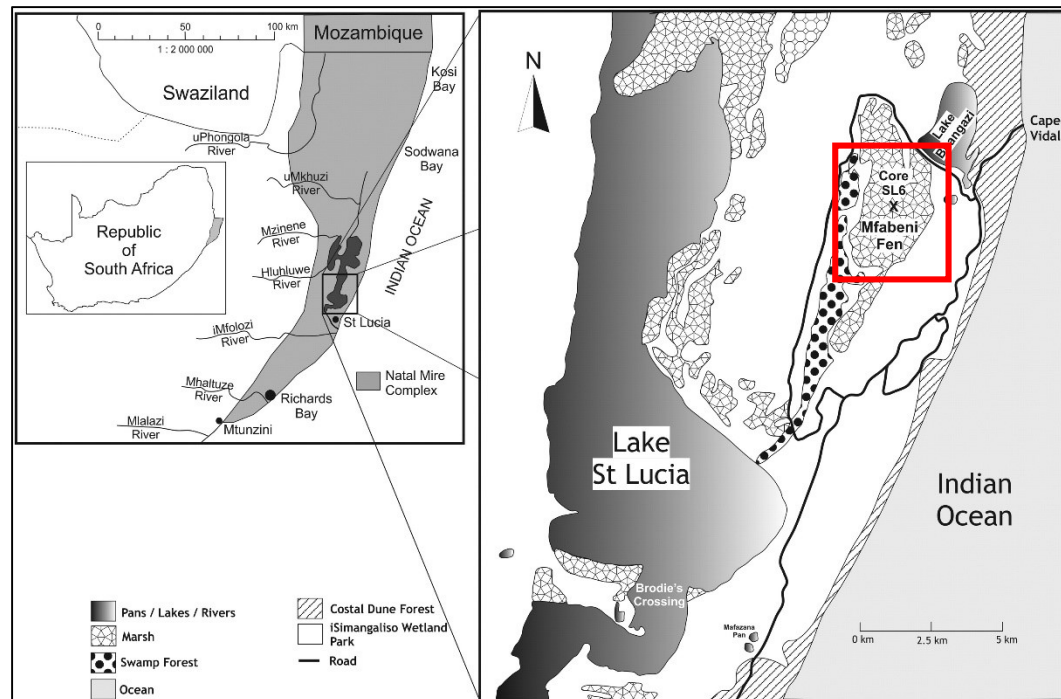 0
100 km
1 : 2 000 000
Mozambique
Kosi
Bay
Swaziland
uPhongola
River
Sodwana
Bay
uMkhuzi
River
Republic
of
South Africa
Mzinene
River
INDIAN OCEAN
Hluhluwe
River
St Lucia
iMfolozi
River
Natal Mire
Complex
Mhaltuze
River
Richards
Bay
Mlalazi
River
Mtunzini
N
Lake
Cape
Vidal
Core
SL6
X
Mfabeni
Fen
Lake
St Lucia
Indian
Ocean
Brodie's
Crossing
Mafazana
Pan
0 km
2.5 km
5 km
Pans / Lakes / Rivers
Marsh
Swamp Forest
Ocean
Costal Dune Forest
iSimangaliso Wetland
Park
Road